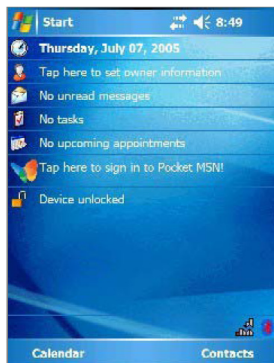 Start 8:49
Thursday, July 07, 2005
Tap here to set owner information
No unread messages
No tasks
No upcoming appointments
Tap here to sign in to Pocket MSN!
Device unlocked
Calendar Contacts